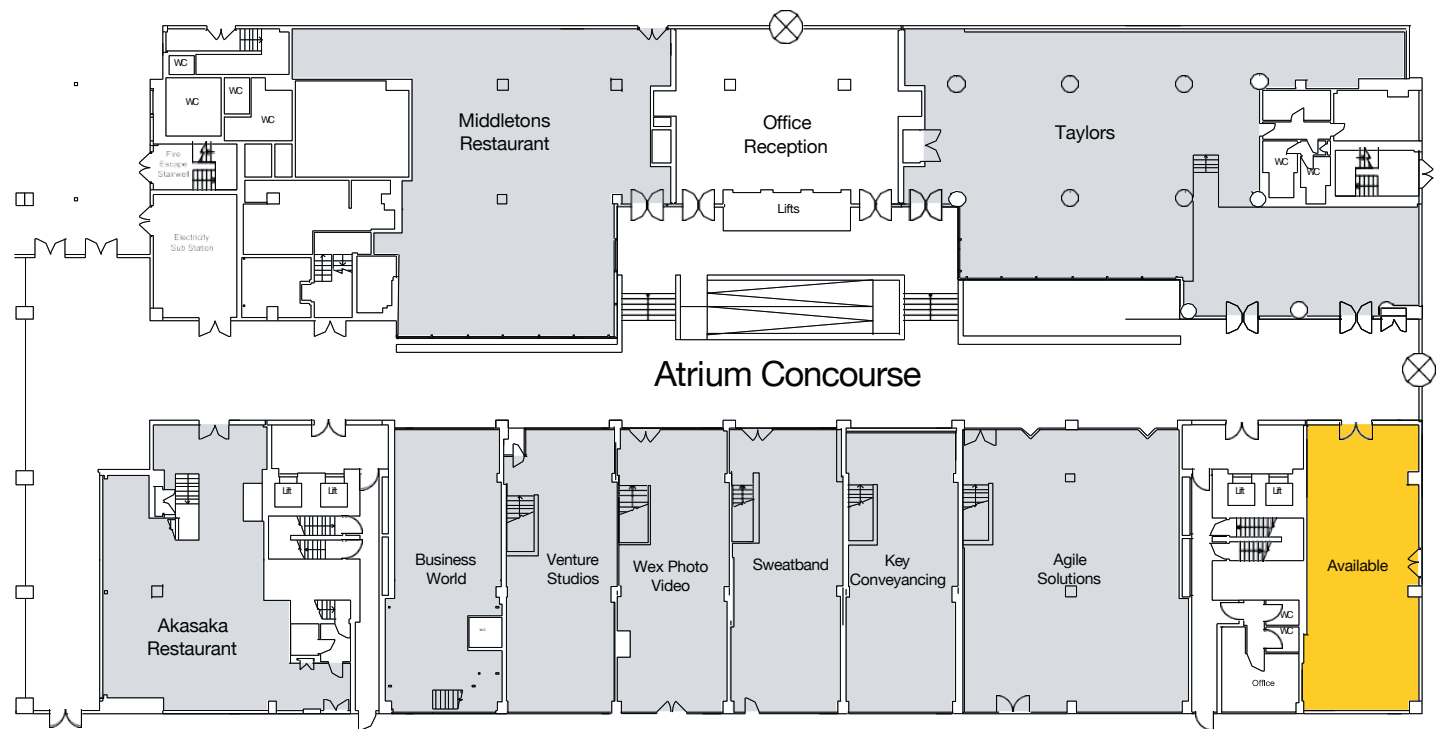 WC
WC
WC
WC
Fire
Escape
Stairwell
Electricity
Sub Station
Middletons
Restaurant
Office
Reception
Lifts
Taylors
WC
WC
Atrium Concourse
Akasaka
Restaurant
Lift
Lift
Business
World
WC
Venture
Studios
Wex Photo
Video
Sweatband
Key
Conveyancing
Agile
Solutions
Lift
Lift
WC
WC
Office
Available